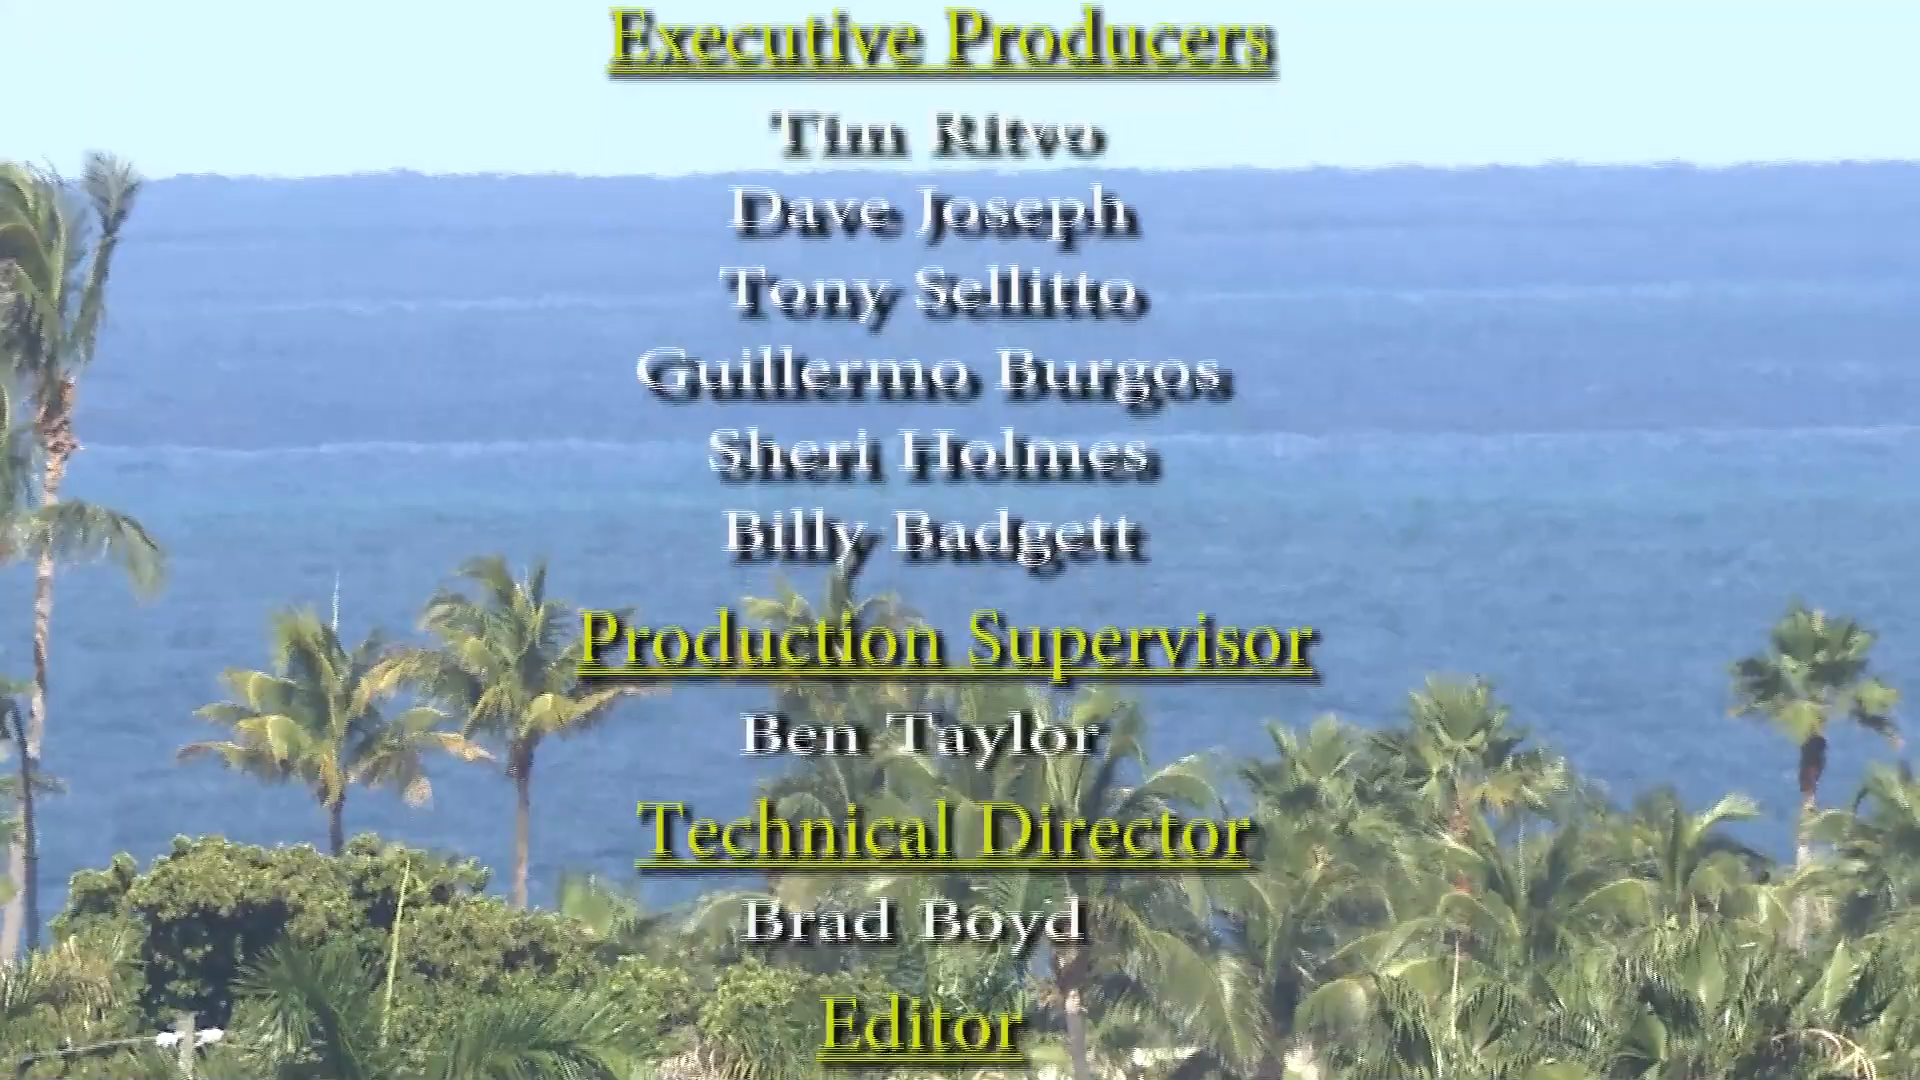 Executive Producers
Tim Ritvo
Dave Joseph
Tony Sellitto
Guillermo Burgos
Sheri Holmes
Billy Badgett
Production Supervisor
Ben Taylor
Technical Director
Brad Boyd
Editor